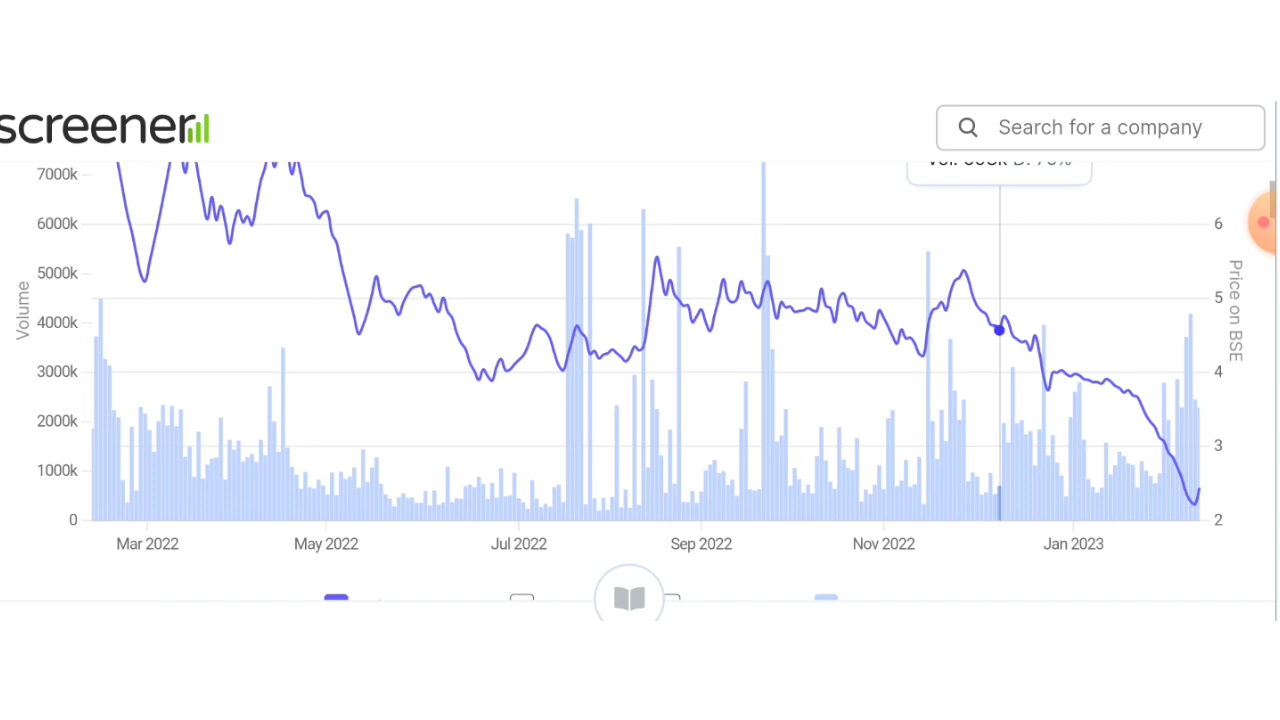 screener
Search for a company
7000k
6000k
5000k
4000k
3000k
2000k
1000k
0
Volume
6
5
4
3
2
Price on BSE
Mar 2022
May 2022
Jul 2022
Sep 2022
Nov 2022
Jan 2023